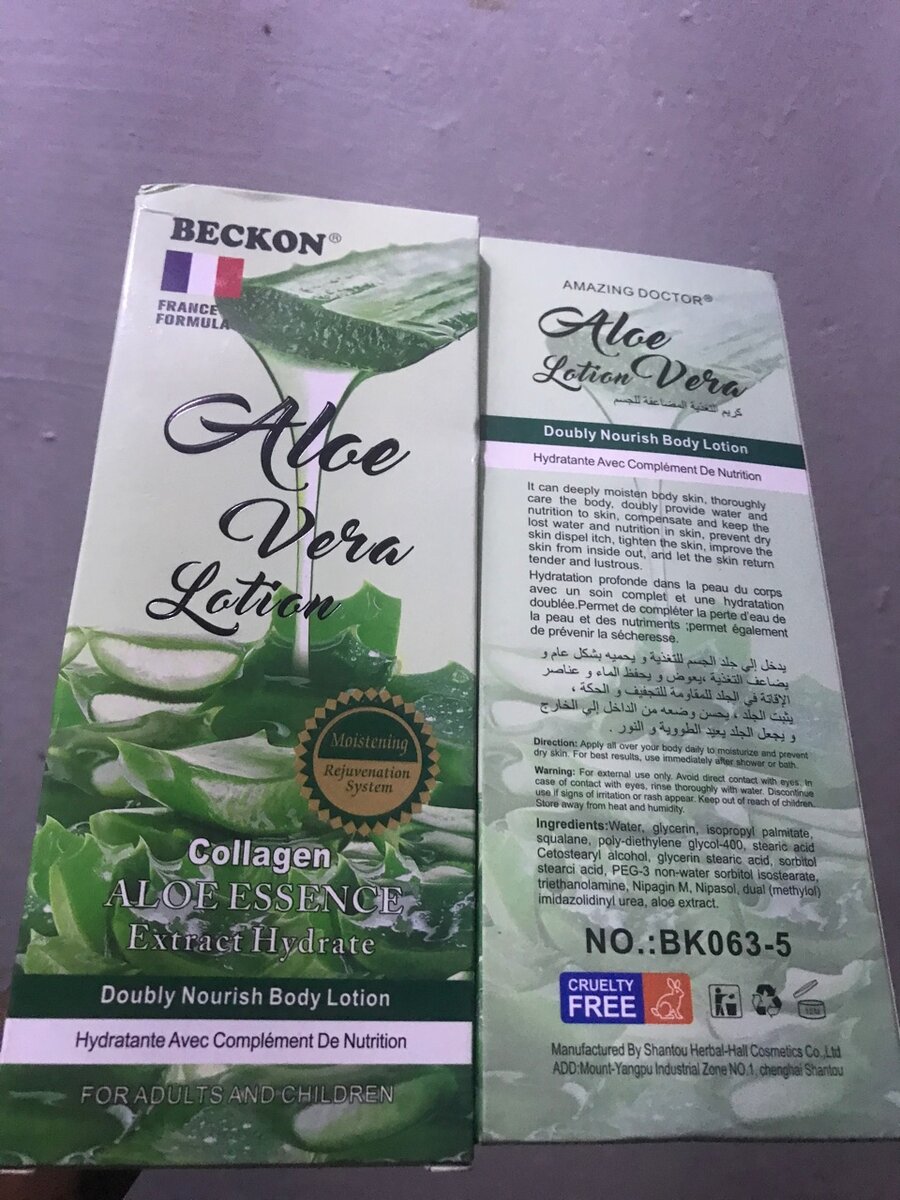 BECKON®
FRANCE
FORMULA
Aloe
Vera
Lotion
Moistening
Rejuvenation
System
Collagen
ALOE ESSENCE
Extract Hydrate
Doubly Nourish Body Lotion
Hydratante Avec Complément De Nutrition
FOR ADULTS AND CHILDREN
AMAZING DOCTOR®
Aloe
Lotion Vera
كريم التغذية المضاعفة للجسم
Doubly Nourish Body Lotion
Hydratante Avec Complément De Nutrition
It can deeply moisten body skin, thoroughly
care the body, doubly provide water and
nutrition to skin, compensate and keep the
lost water and nutrition in skin, prevent dry
skin dispel itch, tighten the skin, improve the
skin from inside out, and let the skin return
tender and lustrous.
Hydratation profonde dans la peau du corps
avec un soin complet et une hydratation
doublée.Permet de compléter la perte d'eau de
la peau et des nutriments ;permet également
de prévenir la sécheresse.
يدخل إلي جلد الجسم للتغذية و يحميه بشكل عام و
يضاعف التغذية ،يعوض و يحفظ الماء و عناصر
الإقاتة في الجلد للمقاومة للتجفيف و الحكة ،
يثبت الجلد ، يحسن وضعه من الداخل إلي الخارج
و يجعل الجلد يعيد الطووية و النور .
Direction: Apply all over your body daily to moisturize and prevent
dry skin. For best results, use immediately after shower or bath.
Warning: For external use only. Avoid direct contact with eyes. In
case of contact with eyes, rinse thoroughly with water. Discontinue
use if signs of irritation or rash appear. Keep out of reach of children.
Store away from heat and humidity.
Ingredients:Water, glycerin, isopropyl palmitate,
squalane, poly-diethylene glycol-400, stearic acid
Cetostearyl alcohol, glycerin stearic acid, sorbitol
stearci acid, PEG-3 non-water sorbitol isostearate,
triethanolamine, Nipagin M, Nipasol, dual (methylol)
imidazolidinyl urea, aloe extract.
NO.:BK063-5
CRUELTY
FREE
Manufactured By Shantou Herbal-Hall Cosmetics Co.,Ltd
ADD:Mount-Yangpu Industrial Zone NO.1, chenghai Shantou